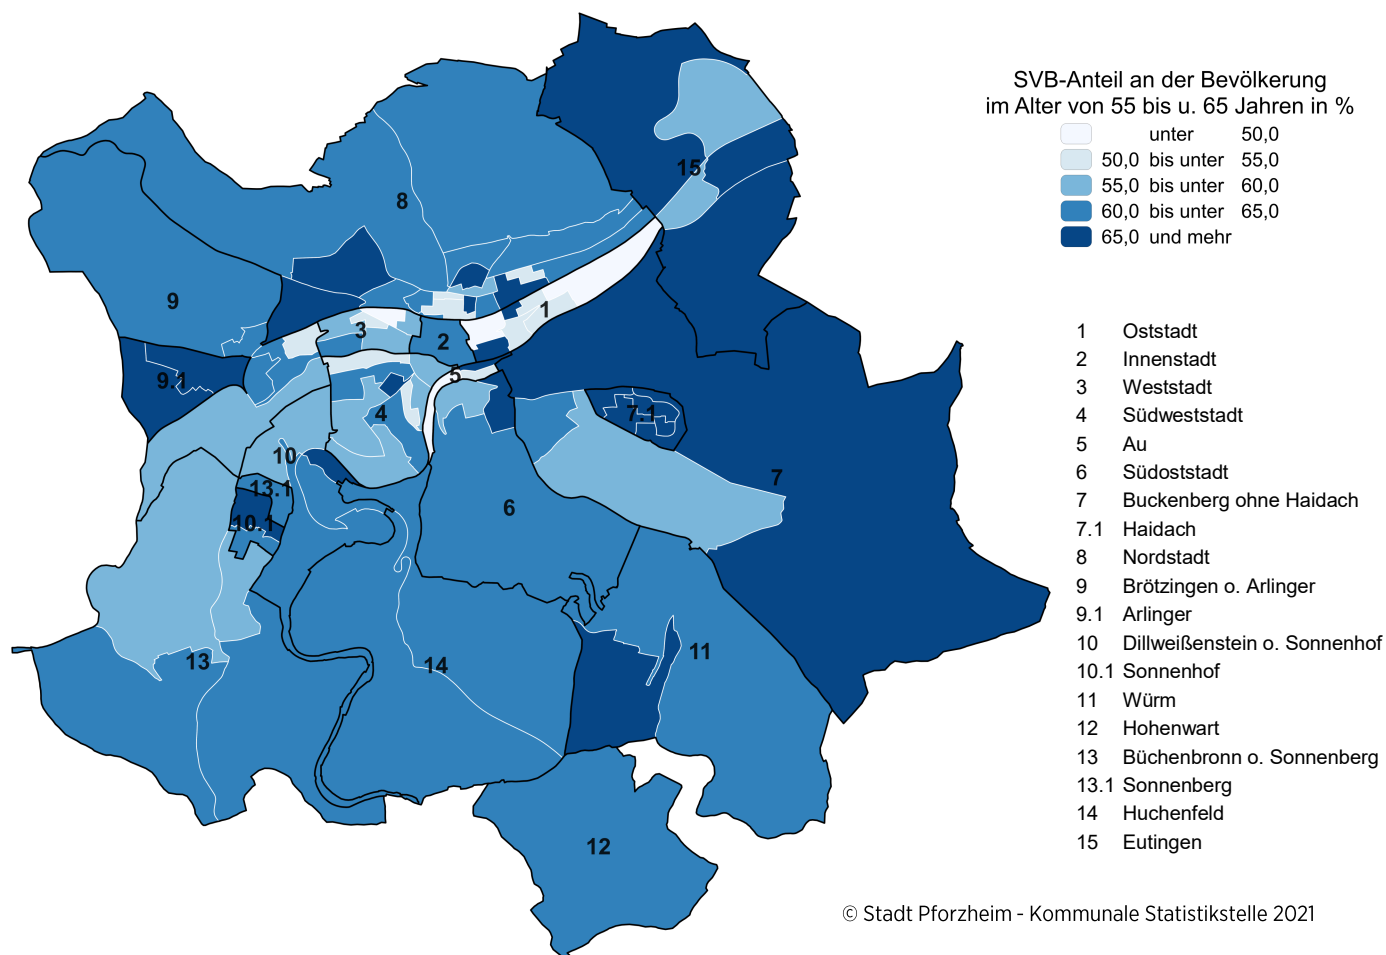 SVB-Anteil an der Bevölkerung
im Alter von 55 bis u. 65 Jahren in %
unter 50,0
50,0 bis unter 55,0
55,0 bis unter 60,0
60,0 bis unter 65,0
65,0 und mehr
15
8
9
1
3
2
9.1
5
4
7.1
10
7
13.1
6
10.1
11
13
14
12
1 Oststadt
2 Innenstadt
3 Weststadt
4 Südweststadt
5 Au
6 Südoststadt
7 Buckenberg ohne Haidach
7.1 Haidach
8 Nordstadt
9 Brötzingen o. Arlinger
9.1 Arlinger
10 Dillweißenstein o. Sonnenhof
10.1 Sonnenhof
11 Würm
12 Hohenwart
13 Büchenbronn o. Sonnenberg
13.1 Sonnenberg
14 Huchenfeld
15 Eutingen
© Stadt Pforzheim - Kommunale Statistikstelle 2021